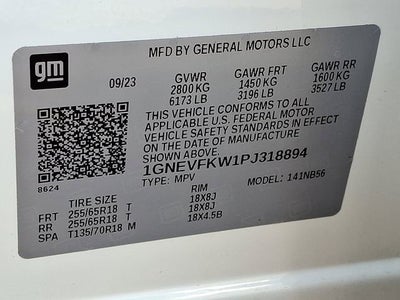 gm
MFD BY GENERAL MOTORS LLC
09/23 GVWR GAWR FRT GAWR RR
2800 KG 1450 KG 1600 KG
6173 LB 3196 LB 3527 LB
THIS VEHICLE CONFORMS TO ALL
APPLICABLE U.S. FEDERAL MOTOR
VEHICLE SAFETY STANDARDS IN EFFECT
ON THE DATE OF MANUFACTURE
SHOWN ABOVE.
1GNEVFKW1PJ318894
8624 TYPE: MPV MODEL: 141NB56
TIRE SIZE RIM
FRT 255/65R18 T 18X8J
RR 255/65R18 T 18X8J
SPA T135/70R18 M 18X4.5B